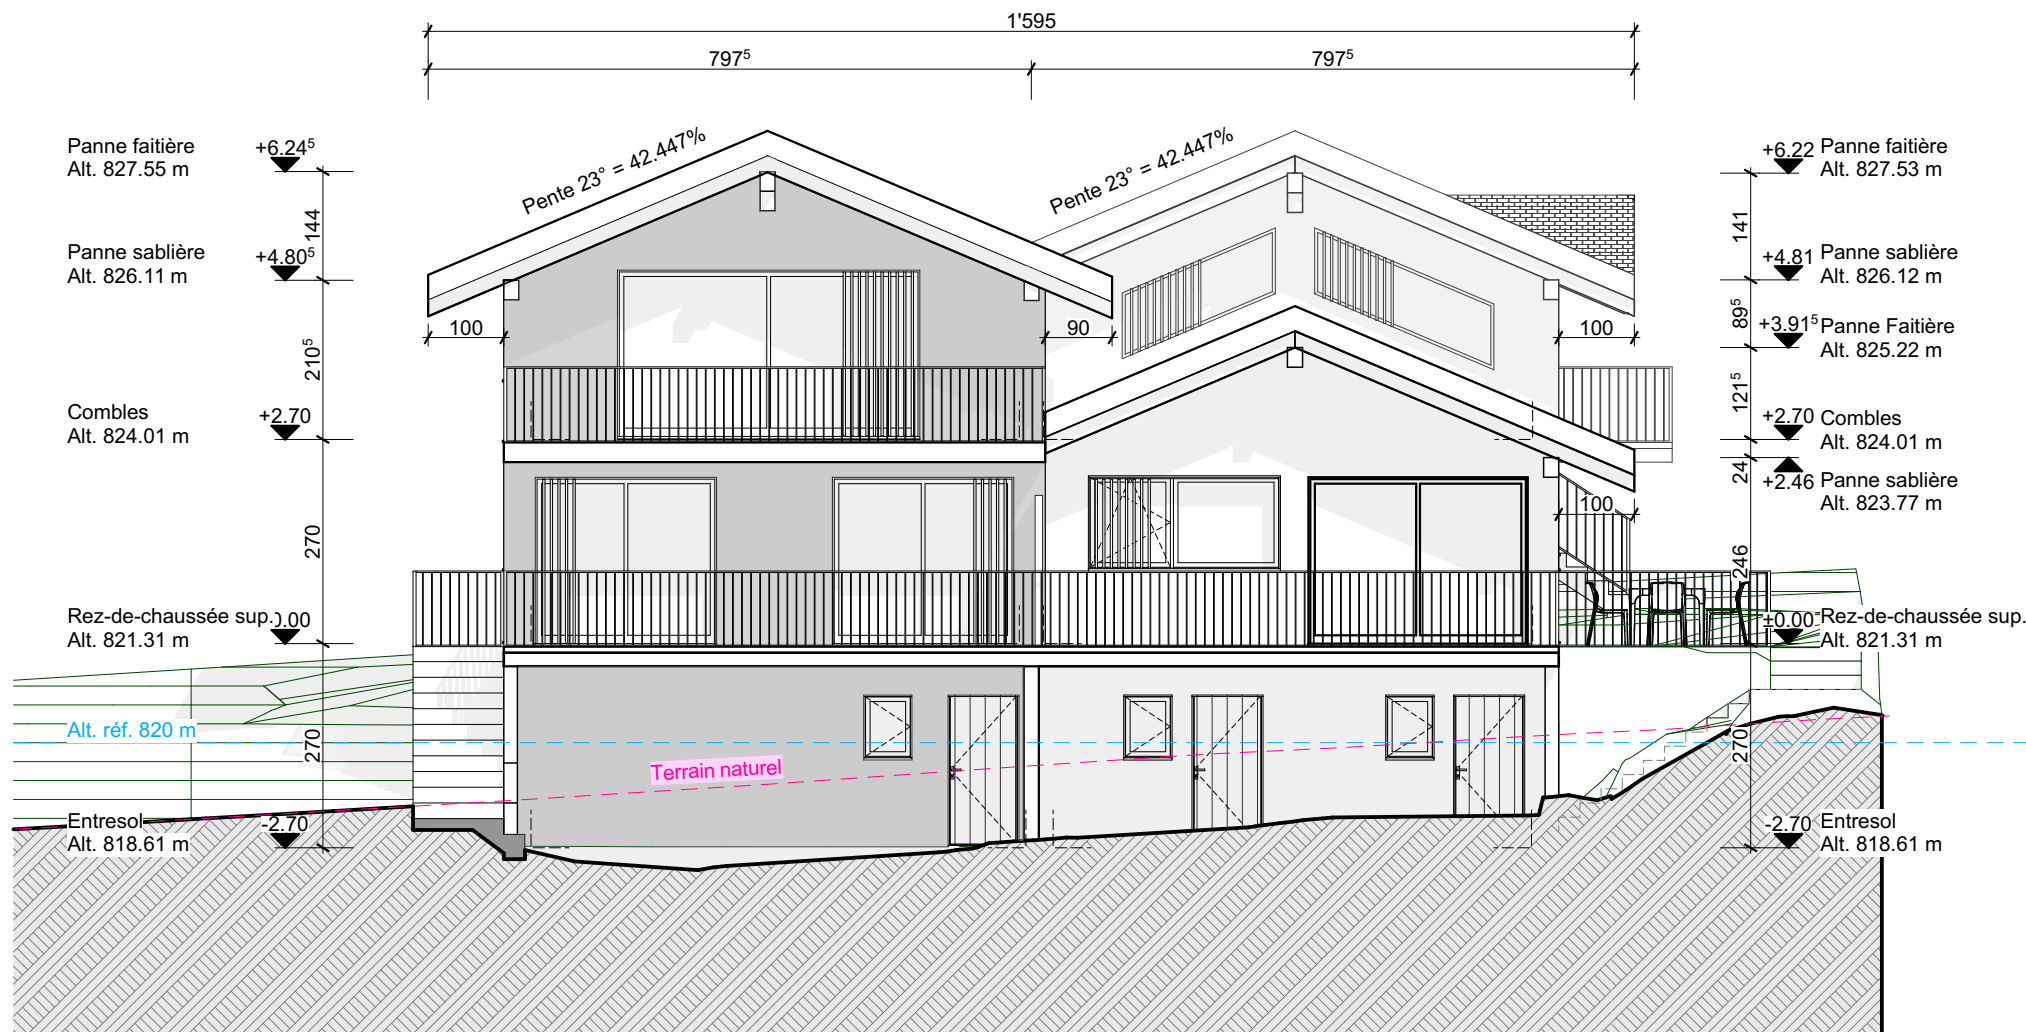 1'595
797⁵
797⁵
Pente 23° = 42.447%
Pente 23° = 42.447%
Panne faitière
Alt. 827.55 m
+6.24⁵
144
Panne sablière
Alt. 826.11 m
+4.80⁵
210⁵
Combles
Alt. 824.01 m
+2.70
270
Rez-de-chaussée sup.
Alt. 821.31 m
0.00
Alt. réf. 820 m
270
Entresol
Alt. 818.61 m
-2.70
100
90
100
100
Terrain naturel
+6.22
Panne faitière
Alt. 827.53 m
141
+4.81
Panne sablière
Alt. 826.12 m
89⁵
+3.91⁵
Panne Faitière
Alt. 825.22 m
121⁵
+2.70
Combles
Alt. 824.01 m
24
+2.46
Panne sablière
Alt. 823.77 m
246
±0.00
Rez-de-chaussée sup.
Alt. 821.31 m
270
-2.70
Entresol
Alt. 818.61 m